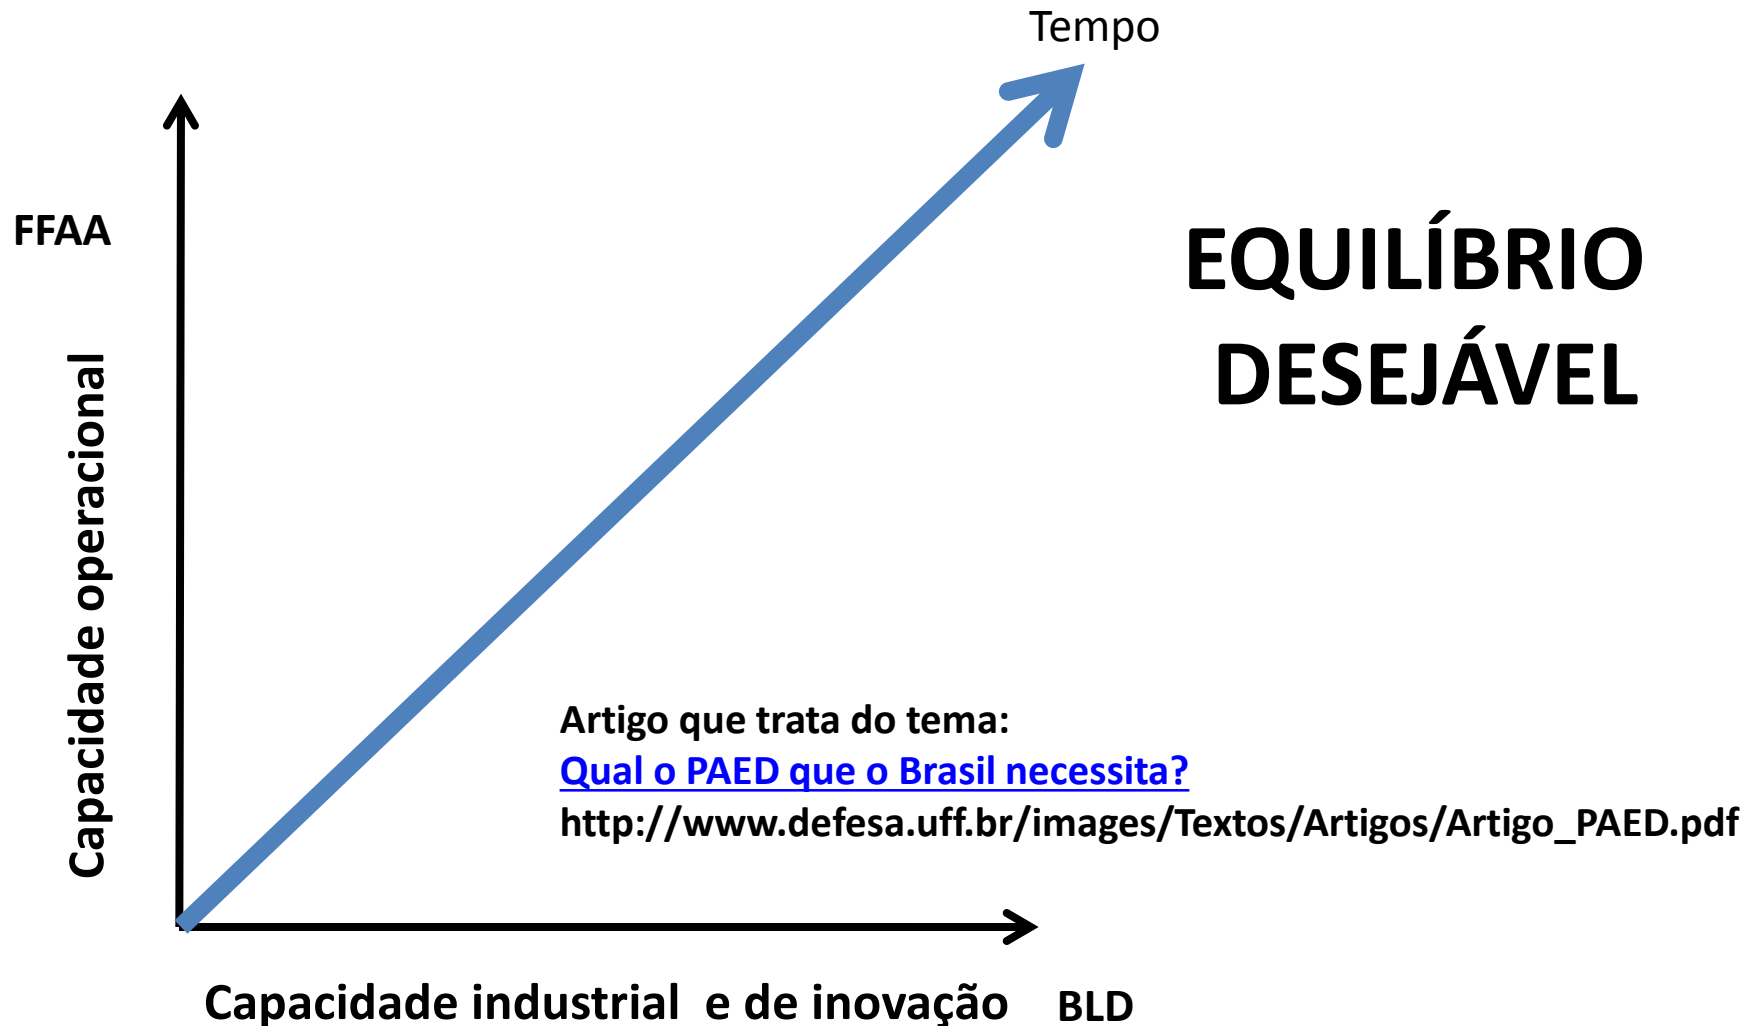 Tempo
FFAA
EQUILÍBRIO
DESEJÁVEL
Capacidade operacional
Artigo que trata do tema:
Qual o PAED que o Brasil necessita?
http://www.defesa.uff.br/images/Textos/Artigos/Artigo_PAED.pdf
Capacidade industrial e de inovação BLD